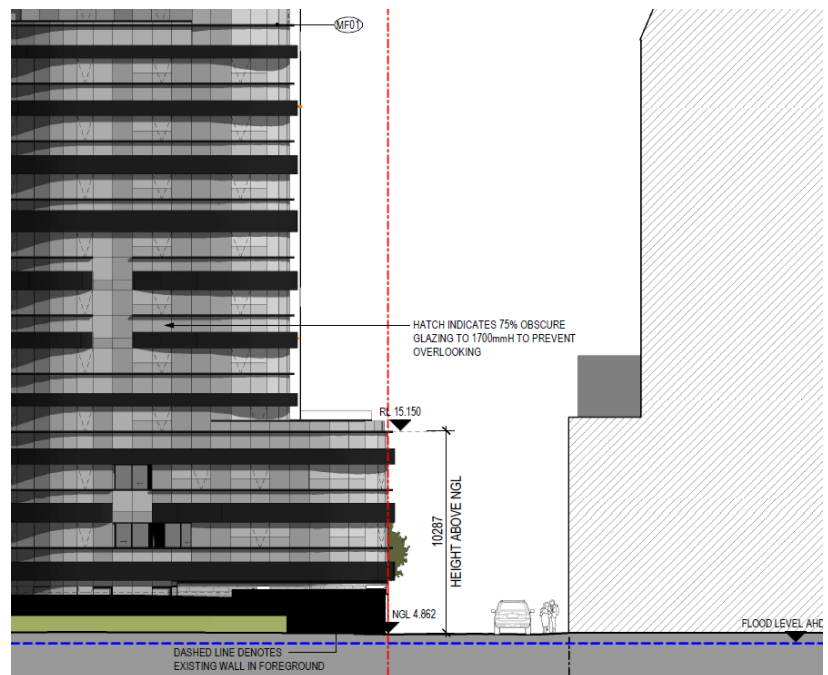 MF01
HATCH INDICATES 75% OBSCURE
GLAZING TO 1700mmH TO PREVENT
OVERLOOKING
RL 15.150
10287
HEIGHT ABOVE NGL
NGL 4.862
FLOOD LEVEL AHD
DASHED LINE DENOTES
EXISTING WALL IN FOREGROUND